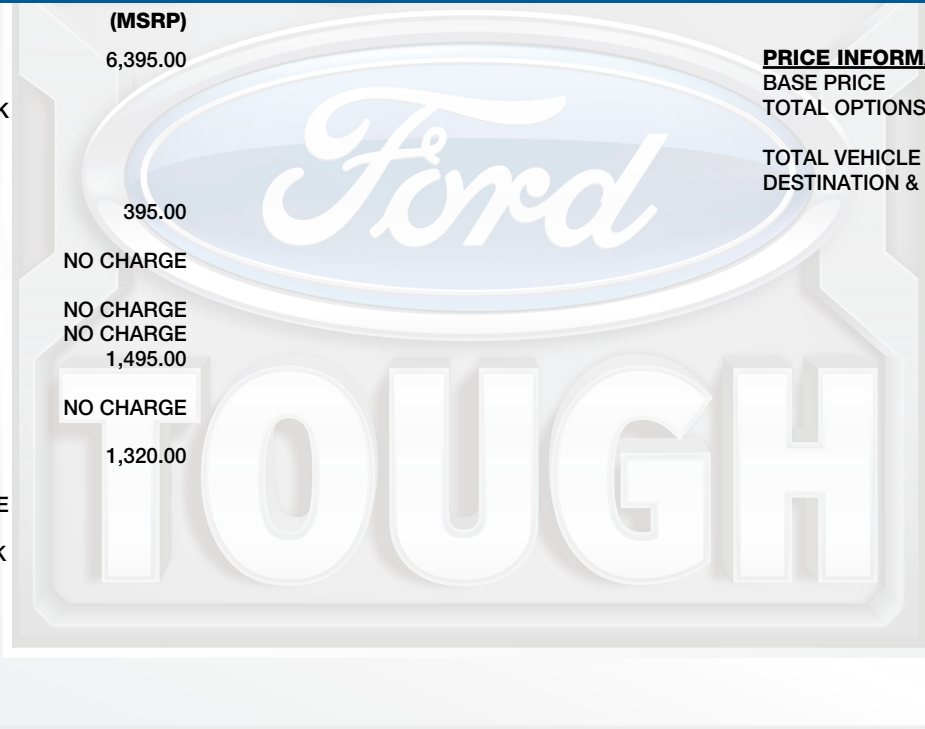 (MSRP)
6,395.00
K
395.00
NO CHARGE
NO CHARGE
NO CHARGE
1,495.00
NO CHARGE
1,320.00
E
K
PRICE INFORMA
BASE PRICE
TOTAL OPTIONS
TOTAL VEHICLE
DESTINATION &
Ford
TOUGH